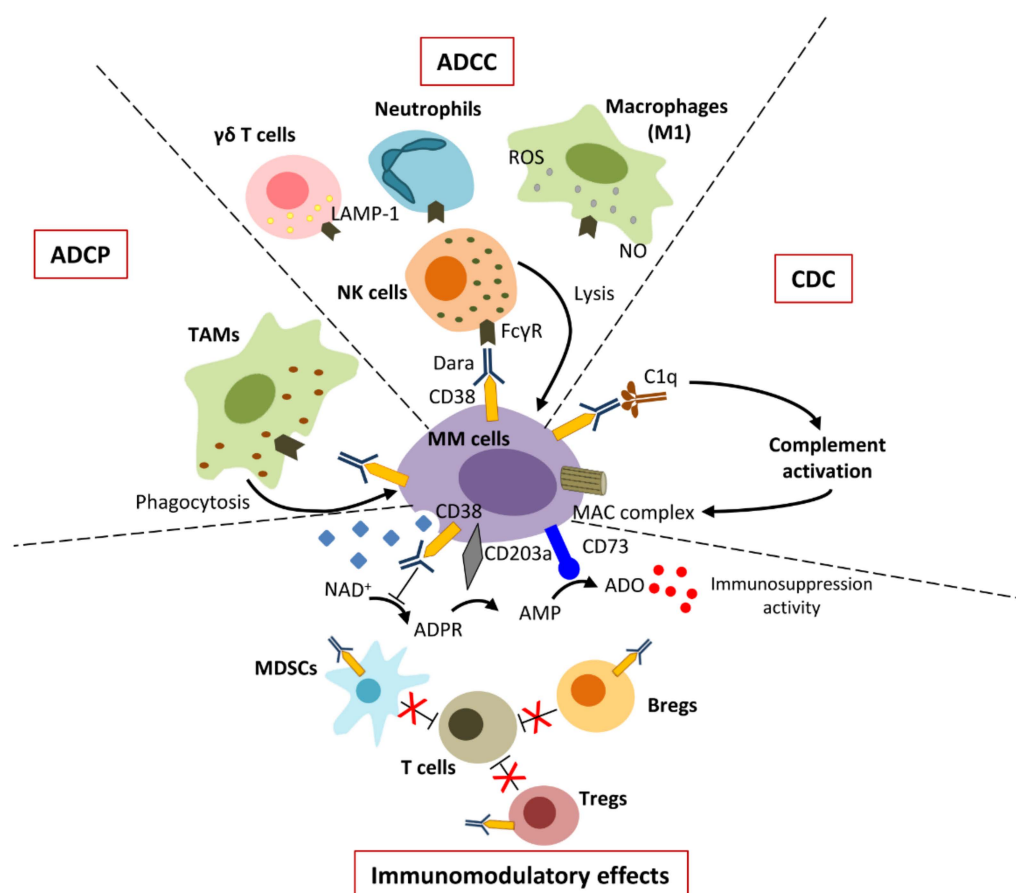 ADCC
Neutrophils
Macrophages
(M1)
γδ T cells
ROS
LAMP-1
NO
ADCP
CDC
NK cells
Lysis
TAMs
FcγR
Dara
CD38
C1q
MM cells
Complement
activation
Phagocytosis
CD38
MAC complex
CD203a
CD73
NAD⁺
ADPR
AMP
ADO
Immunosuppression
activity
MDSCs
Bregs
T cells
Tregs
Immunomodulatory effects